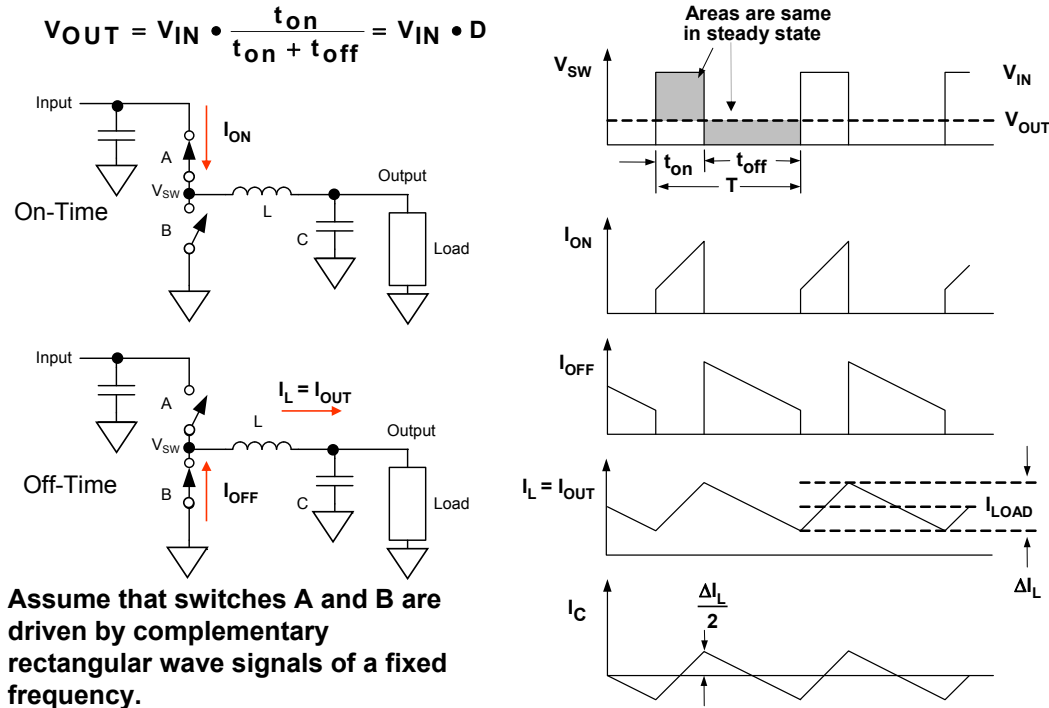 V_OUT = V_IN • t_on / (t_on + t_off) = V_IN • D
Input
I_ON
A
V_SW
Output
On-Time
L
B
C
Load
Input
A
I_L = I_OUT
L
V_SW
Output
Off-Time
B
I_OFF
C
Load
Assume that switches A and B are
driven by complementary
rectangular wave signals of a fixed
frequency.
Areas are same
in steady state
V_SW
V_IN
V_OUT
t_on
t_off
T
I_ON
I_OFF
I_L = I_OUT
I_LOAD
ΔI_L
I_C
ΔI_L
2